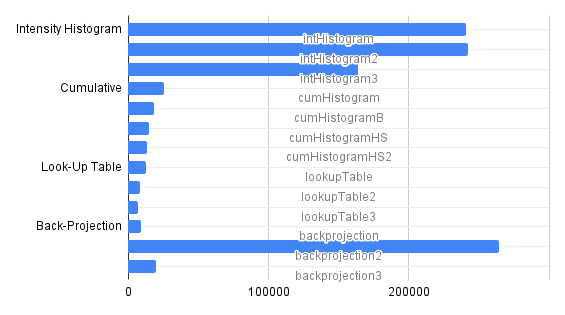 Intensity Histogram
intHistogram
intHistogram2
intHistogram3
Cumulative
cumHistogram
cumHistogramB
cumHistogramHS
cumHistogramHS2
Look-Up Table
lookupTable
lookupTable2
lookupTable3
Back-Projection
backprojection
backprojection2
backprojection3
0 100000 200000